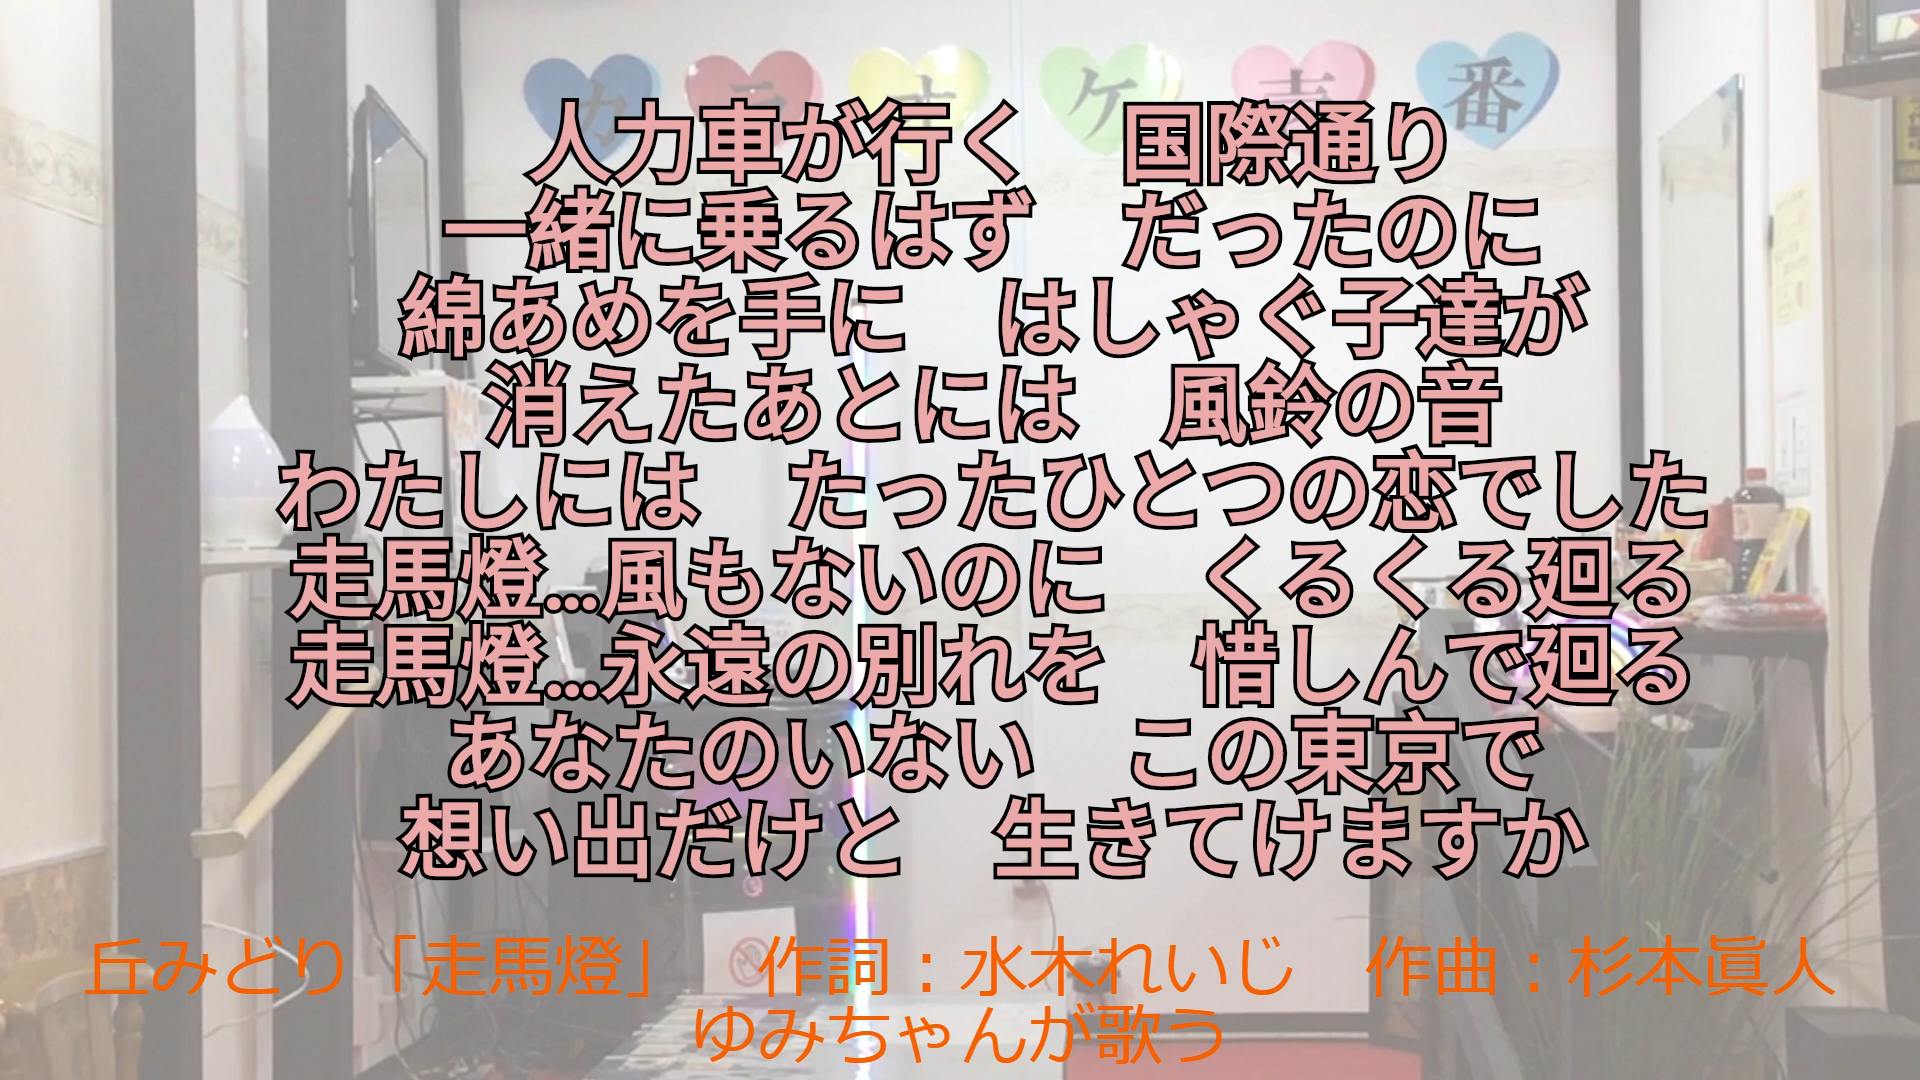 カラオケ壱番
人力車が行く　国際通り
一緒に乗るはず　だったのに
綿あめを手に　はしゃぐ子達が
消えたあとには　風鈴の音
わたしには　たったひとつの恋でした
走馬燈…風もないのに　くるくる廻る
走馬燈…永遠の別れを　惜しんで廻る
あなたのいない　この東京で
想い出だけと　生きてけますか
丘みどり「走馬燈」　作詞：水木れいじ　作曲：杉本眞人
ゆみちゃんが歌う